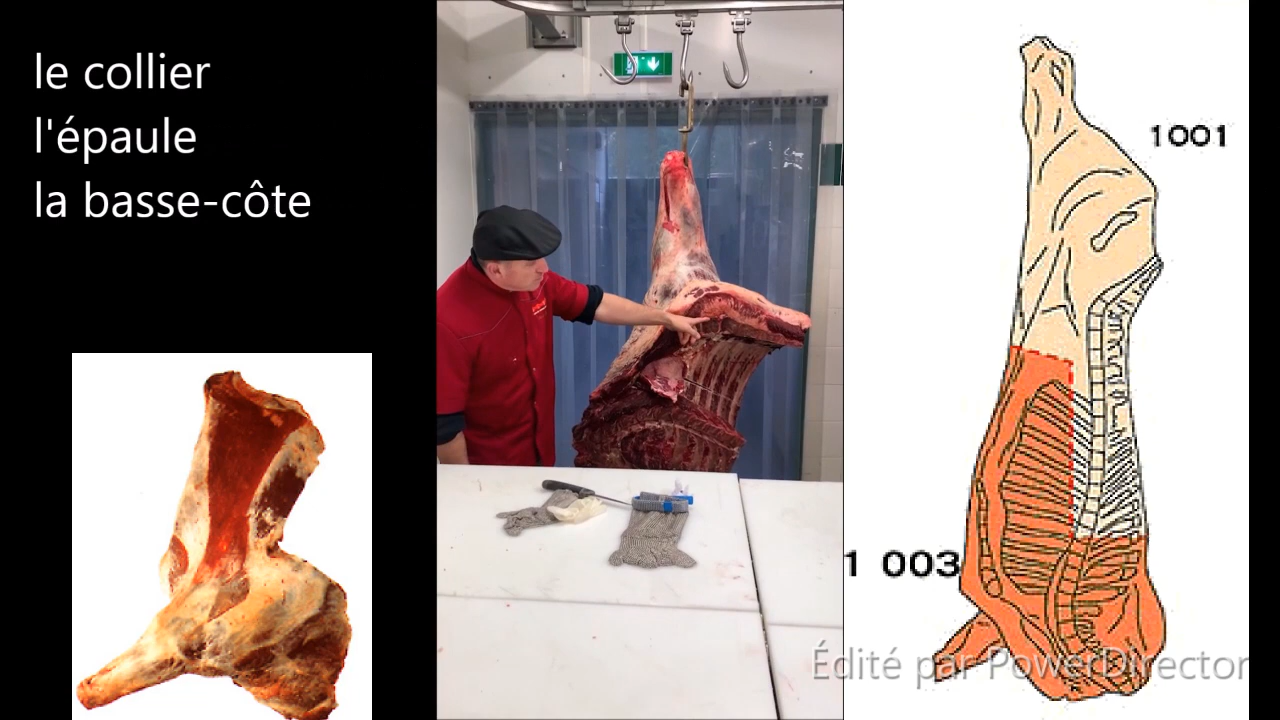 le collier
l'épaule
la basse-côte
1001
1 003
Édité par PowerDirector